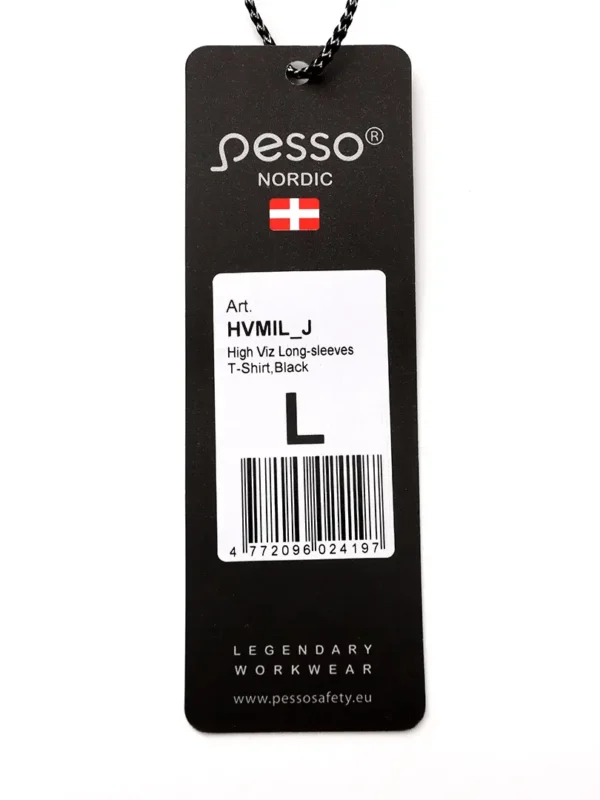 pesso®
NORDIC
Art.
HVMIL_J
High Viz Long-sleeves
T-Shirt,Black
L
4 772096 024197
LEGENDARY
WORKWEAR
www.pessosafety.eu